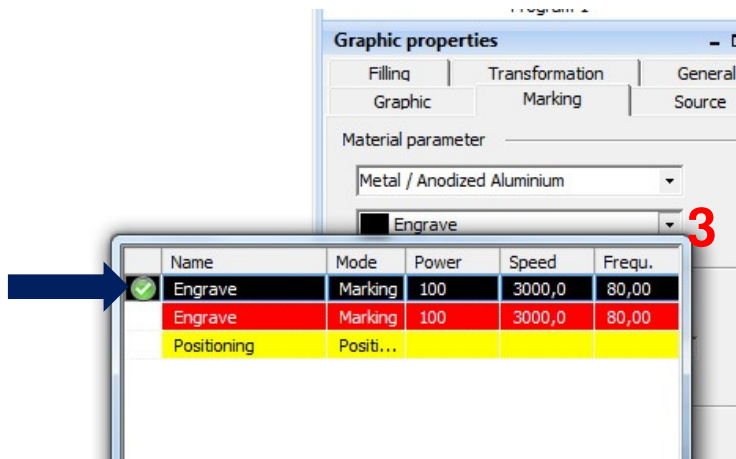 Graphic properties
Filling Transformation General
Graphic Marking Source
Material parameter
Metal / Anodized Aluminium
Engrave 3
Name Mode Power Speed Frequ.
Engrave Marking 100 3000,0 80,00
Engrave Marking 100 3000,0 80,00
Positioning Positi...